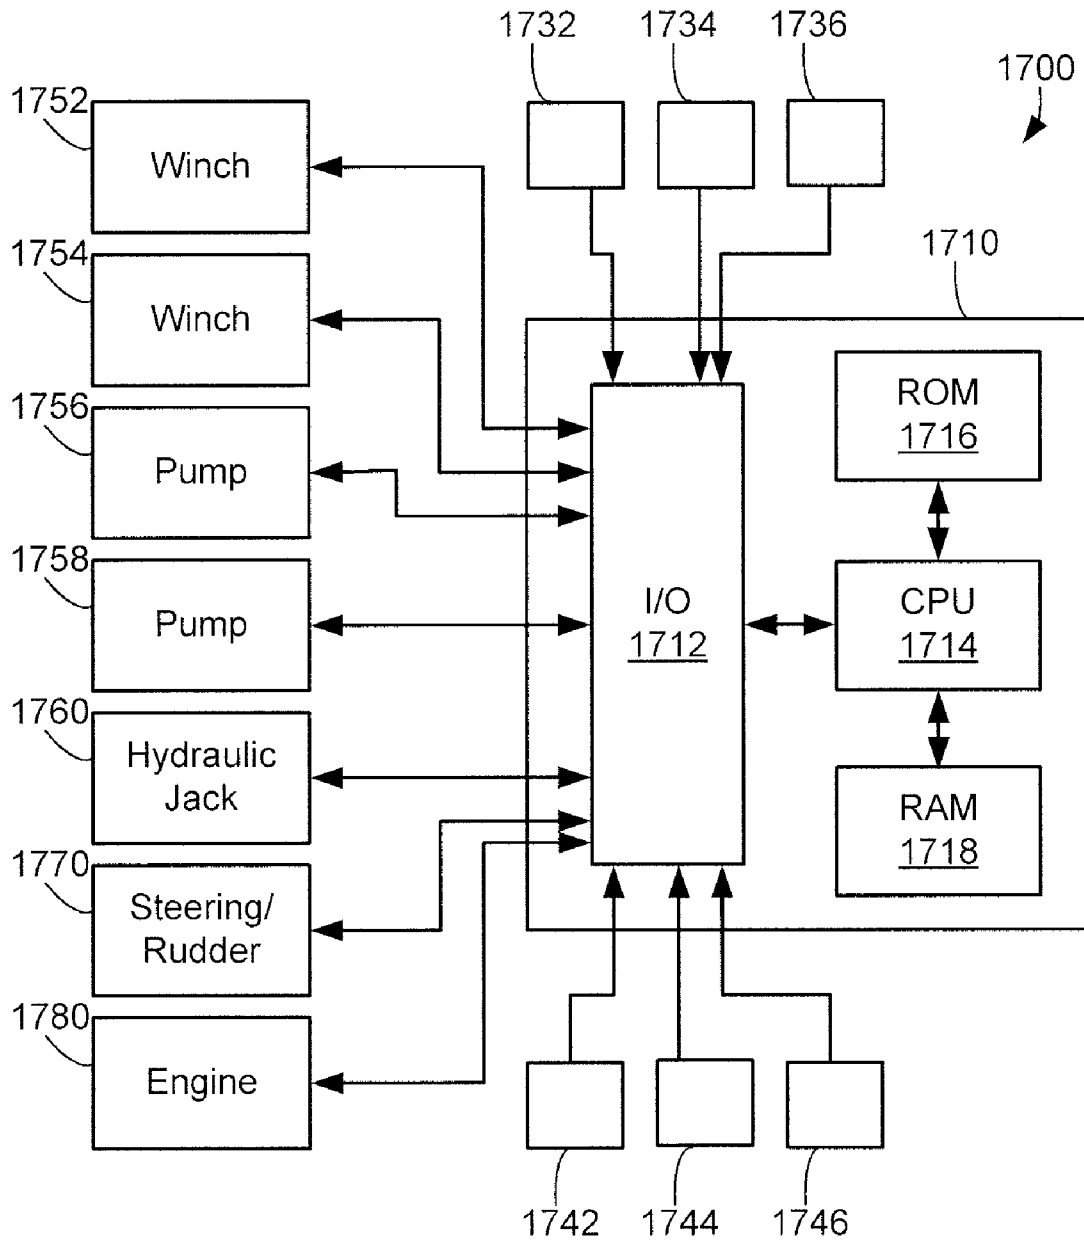 1732
1734
1736
1700
1752
Winch
1754
Winch
1710
1756
Pump
ROM
1716
1758
Pump
I/O
1712
CPU
1714
1760
Hydraulic
Jack
RAM
1718
1770
Steering/
Rudder
1780
Engine
1742
1744
1746